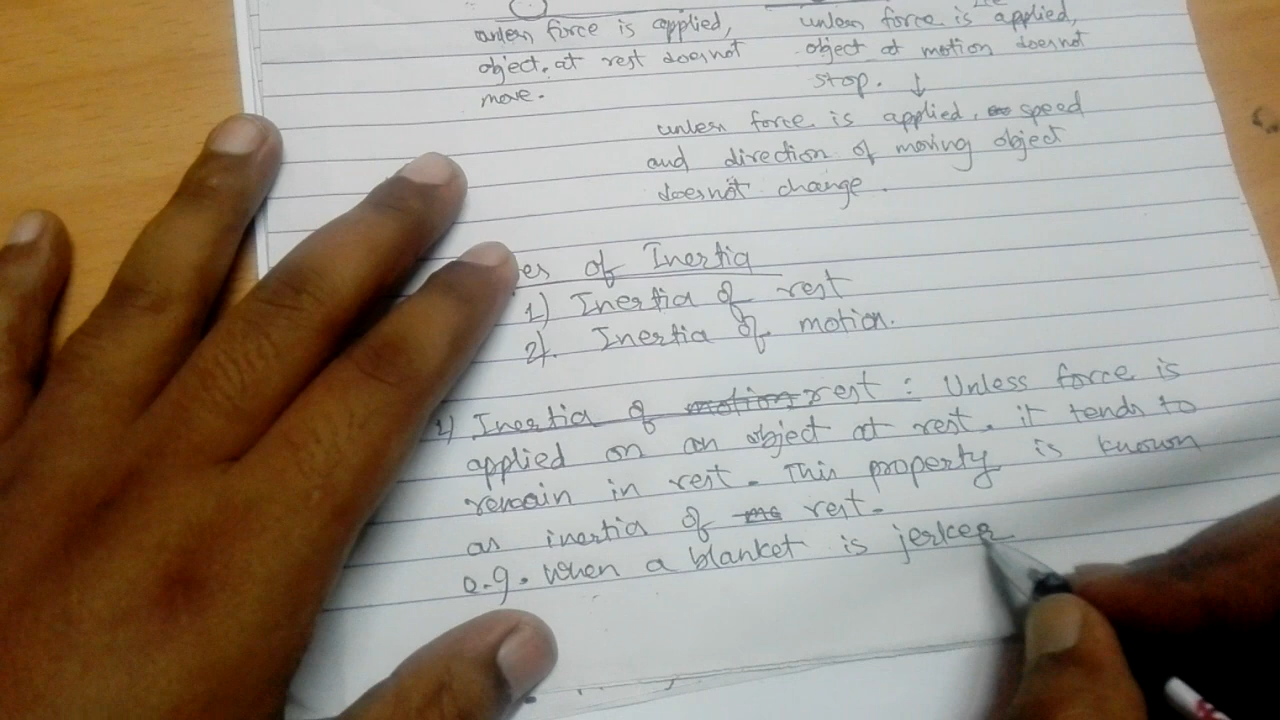 unless force is applied,
object at rest doesnot
move.
unless force is applied,
object at motion doesnot
stop. ↓
unless force is applied, speed
and direction of moving object
doesnot change.
es of Inertia
1) Inertia of rest
2). Inertia of motion.
1) Inertia of motion rest : Unless force is
applied on an object at rest, it tends to
remain in rest. This property is known
as inertia of rest.
e.g. When a blanket is jerke